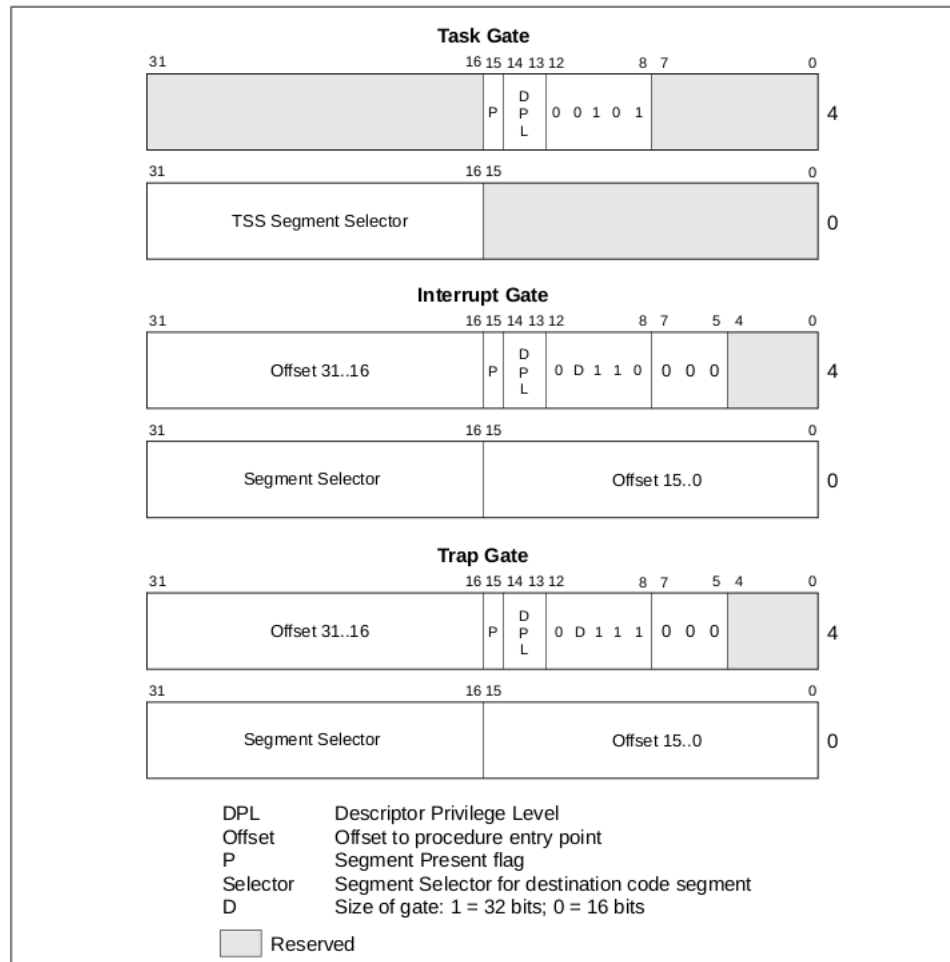 Task Gate
31 16 15 14 13 12 8 7 0
P D P L 0 0 1 0 1 4
31 16 15 0
TSS Segment Selector 0
Interrupt Gate
31 16 15 14 13 12 8 7 5 4 0
Offset 31..16 P D P L 0 D 1 1 0 0 0 0 4
31 16 15 0
Segment Selector Offset 15..0 0
Trap Gate
31 16 15 14 13 12 8 7 5 4 0
Offset 31..16 P D P L 0 D 1 1 1 0 0 0 4
31 16 15 0
Segment Selector Offset 15..0 0
DPL Descriptor Privilege Level
Offset Offset to procedure entry point
P Segment Present flag
Selector Segment Selector for destination code segment
D Size of gate: 1 = 32 bits; 0 = 16 bits
Reserved